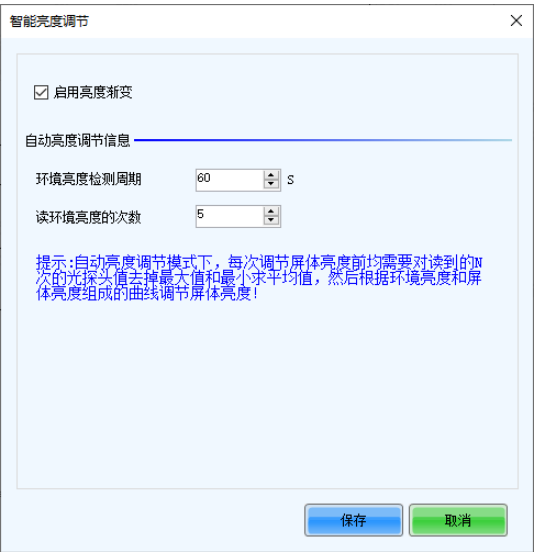 智能亮度调节
启用亮度渐变
自动亮度调节信息
环境亮度检测周期 60 S
读环境亮度的次数 5
提示:自动亮度调节模式下，每次调节屏体亮度前均需要对读到的N
次的光探头值去掉最大值和最小求平均值，然后根据环境亮度和屏
体亮度组成的曲线调节屏体亮度!
保存 取消